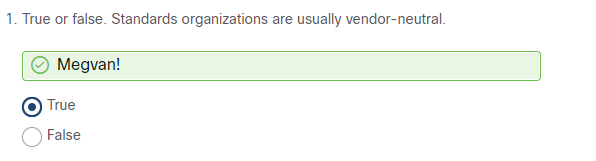 1. True or false. Standards organizations are usually vendor-neutral.
Megvan!
True
False